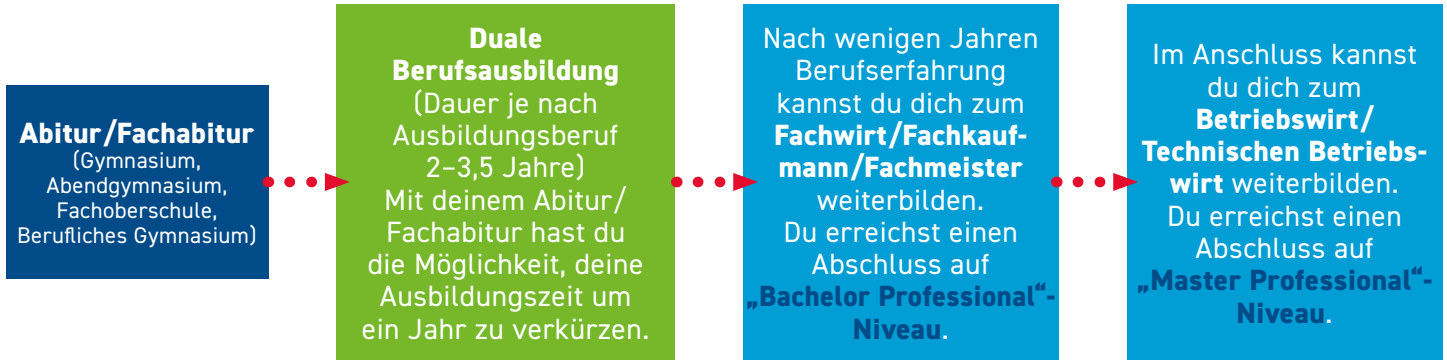 Abitur/Fachabitur
(Gymnasium,
Abendgymnasium,
Fachoberschule,
Berufliches Gymnasium)
Duale
Berufsausbildung
(Dauer je nach
Ausbildungsberuf
2–3,5 Jahre)
Mit deinem Abitur/
Fachabitur hast du
die Möglichkeit, deine
Ausbildungszeit um
ein Jahr zu verkürzen.
Nach wenigen Jahren
Berufserfahrung
kannst du dich zum
Fachwirt/Fachkauf-
mann/Fachmeister
weiterbilden.
Du erreichst einen
Abschluss auf
„Bachelor Professional“-
Niveau.
Im Anschluss kannst
du dich zum
Betriebswirt/
Technischen Betriebs-
wirt weiterbilden.
Du erreichst einen
Abschluss auf
„Master Professional“-
Niveau.